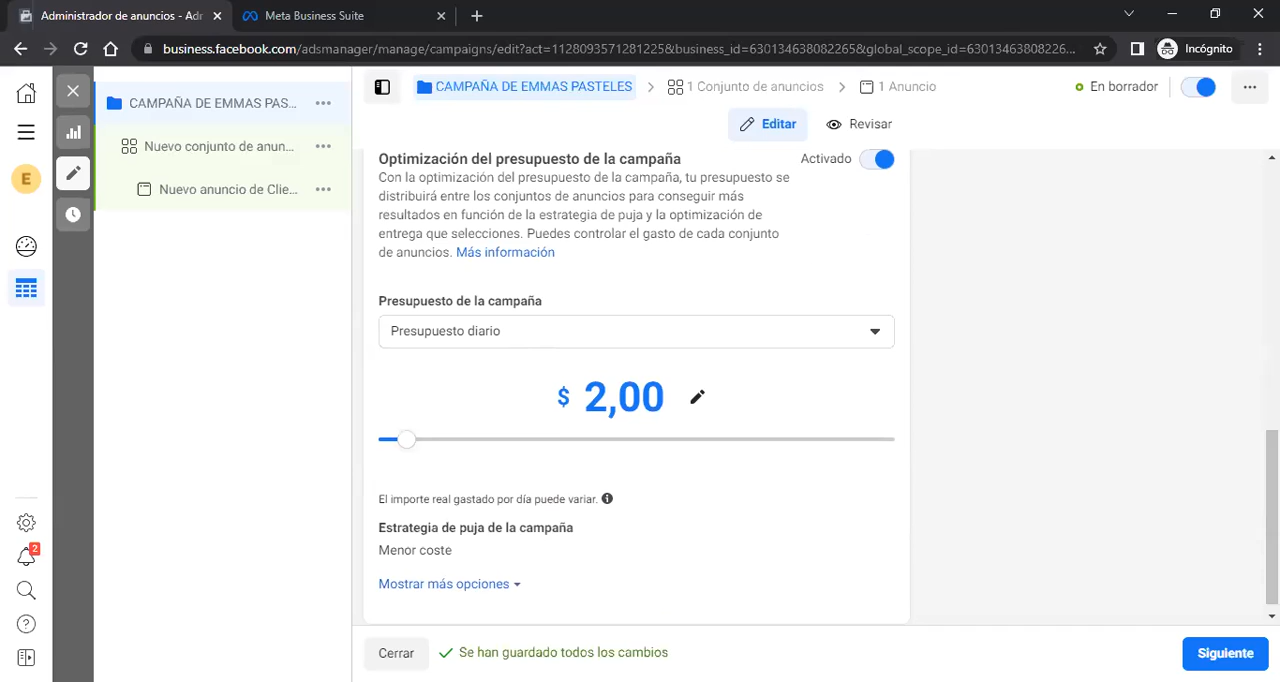 Administrador de anuncios - Adr
Meta Business Suite
business.facebook.com/adsmanager/manage/campaigns/edit?act=1128093571281225&business_id=630134638082265&global_scope_id=63013463808226...
Incógnito
CAMPAÑA DE EMMAS PAS...
CAMPAÑA DE EMMAS PASTELES
1 Conjunto de anuncios
1 Anuncio
En borrador
Editar
Revisar
Nuevo conjunto de anun...
Nuevo anuncio de Clie...
E
2
Optimización del presupuesto de la campaña
Activado
Con la optimización del presupuesto de la campaña, tu presupuesto se
distribuirá entre los conjuntos de anuncios para conseguir más
resultados en función de la estrategia de puja y la optimización de
entrega que selecciones. Puedes controlar el gasto de cada conjunto
de anuncios. Más información
Presupuesto de la campaña
Presupuesto diario
$ 2,00
El importe real gastado por día puede variar.
Estrategia de puja de la campaña
Menor coste
Mostrar más opciones
Cerrar
Se han guardado todos los cambios
Siguiente